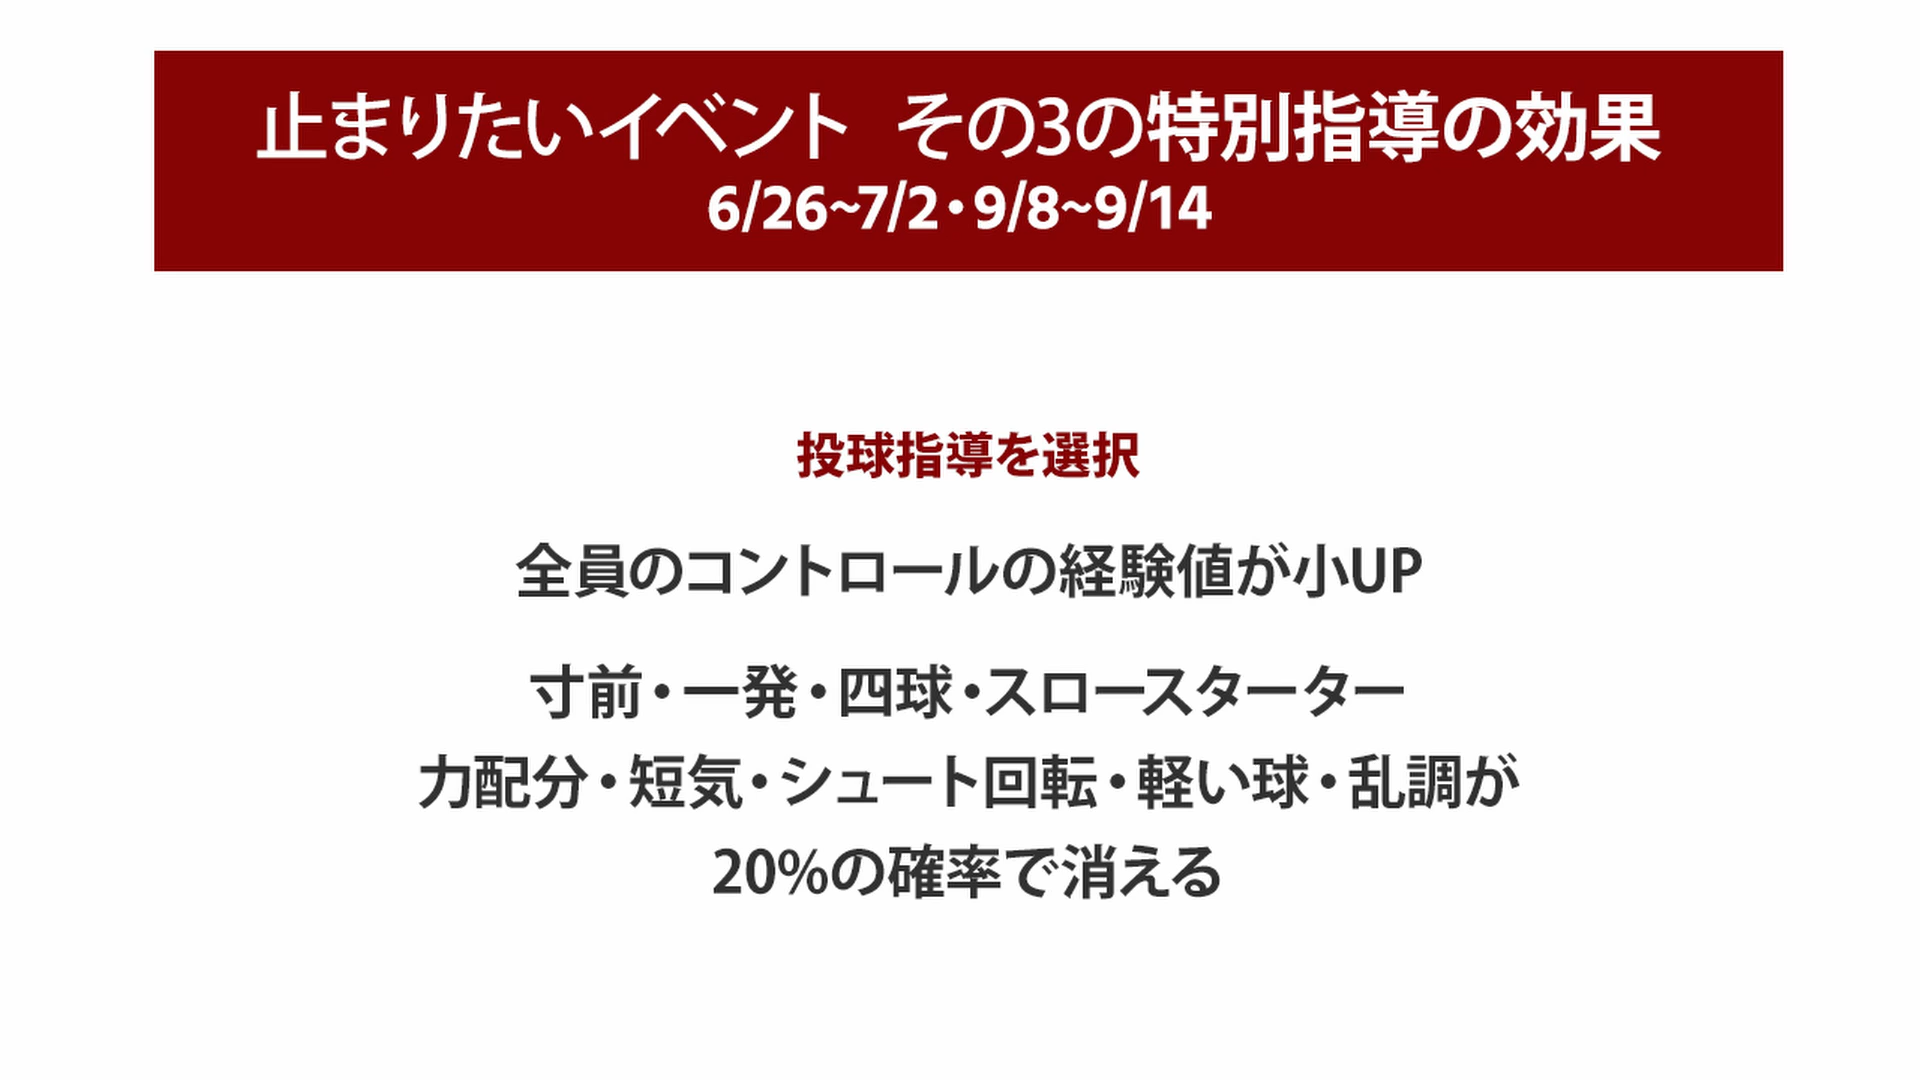 止まりたいイベント その3の特別指導の効果
6/26~7/2・9/8~9/14
投球指導を選択
全員のコントロールの経験値が小UP
寸前・一発・四球・スロースターター
力配分・短気・シュート回転・軽い球・乱調が
20%の確率で消える